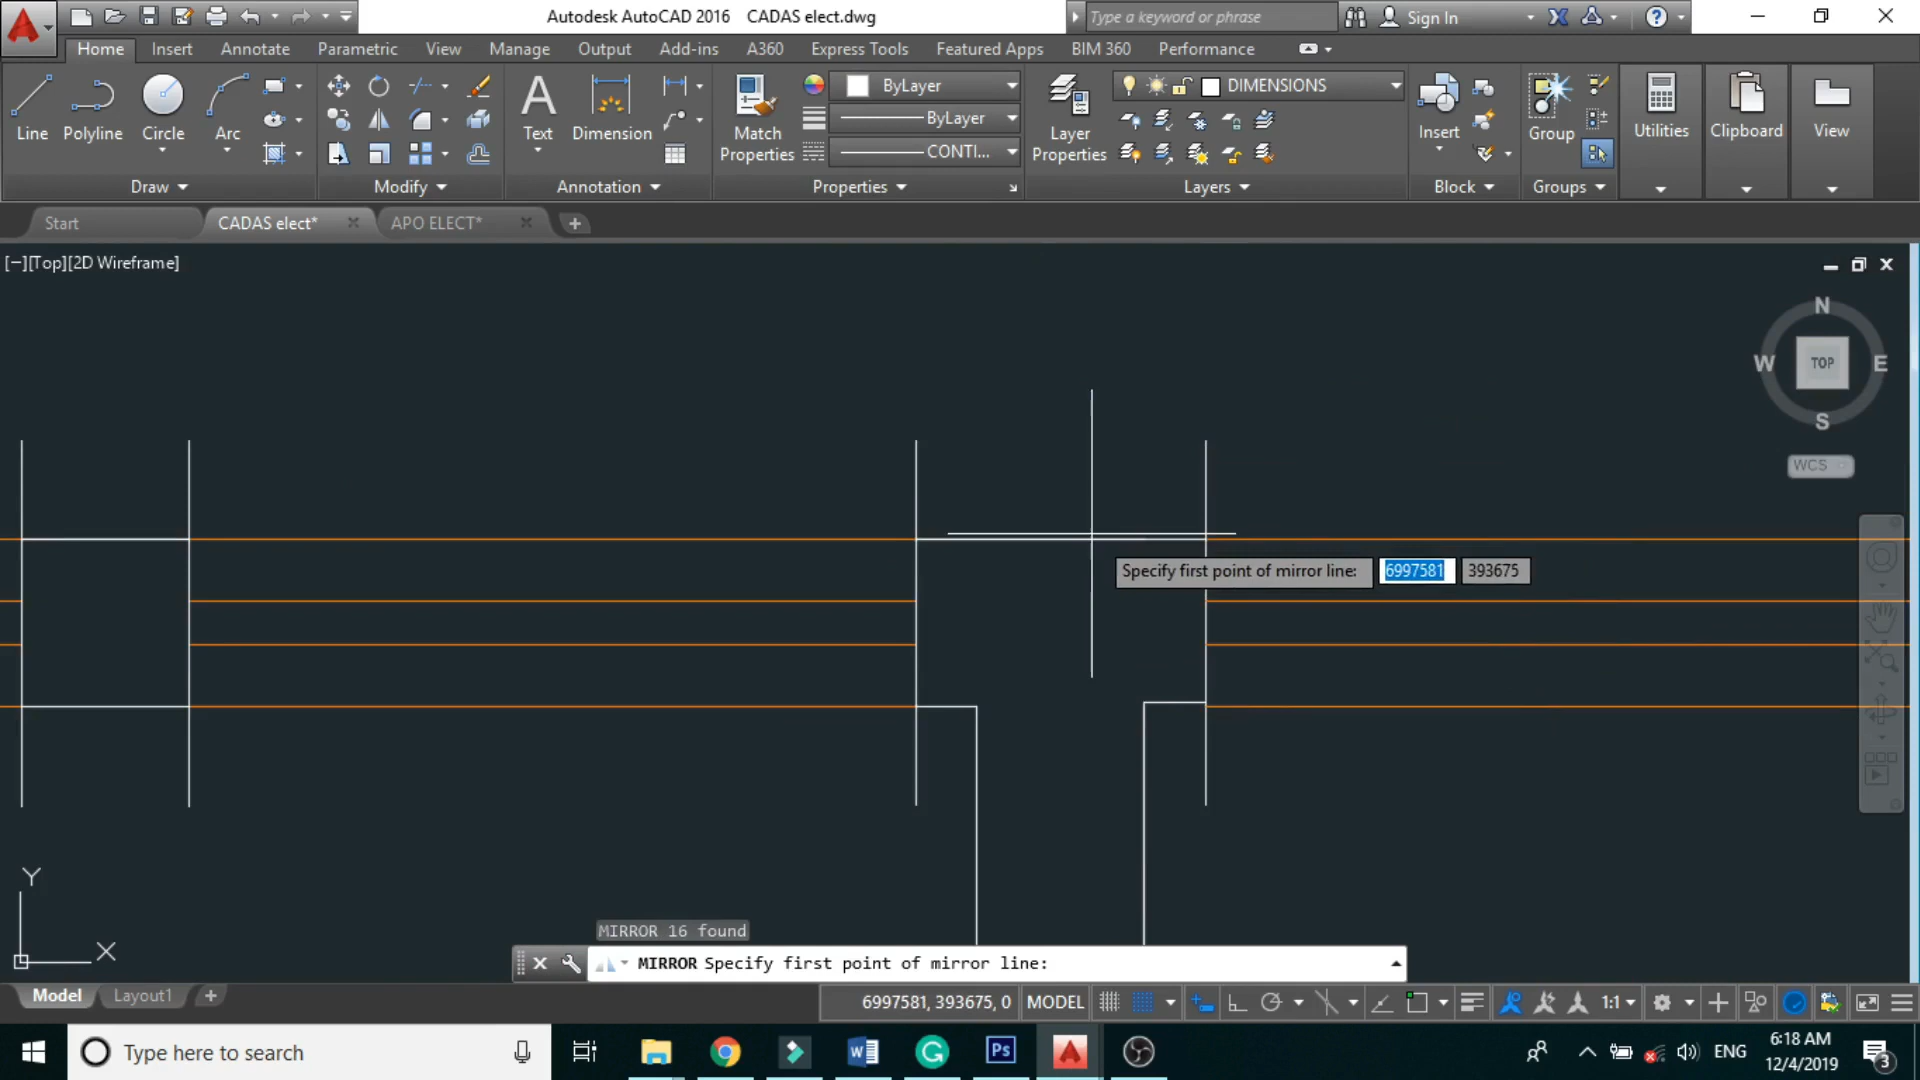 Autodesk AutoCAD 2016 CADAS elect.dwg
Type a keyword or phrase
Sign In
Home Insert Annotate Parametric View Manage Output Add-ins A360 Express Tools Featured Apps BIM 360 Performance
Line Polyline Circle Arc
Text Dimension
Match Properties
ByLayer
ByLayer
CONTI...
Layer Properties
DIMENSIONS
Insert
Group
Utilities Clipboard View
Draw Modify Annotation Properties Layers Block Groups
Start CADAS elect* APO ELECT*
[−][Top][2D Wireframe]
N
W TOP E
S
WCS
Specify first point of mirror line: 6997581 393675
Y
X
MIRROR 16 found
MIRROR Specify first point of mirror line:
Model Layout1
6997581, 393675, 0 MODEL 1:1
Type here to search
W
Ps
ENG
6:18 AM
12/4/2019
3